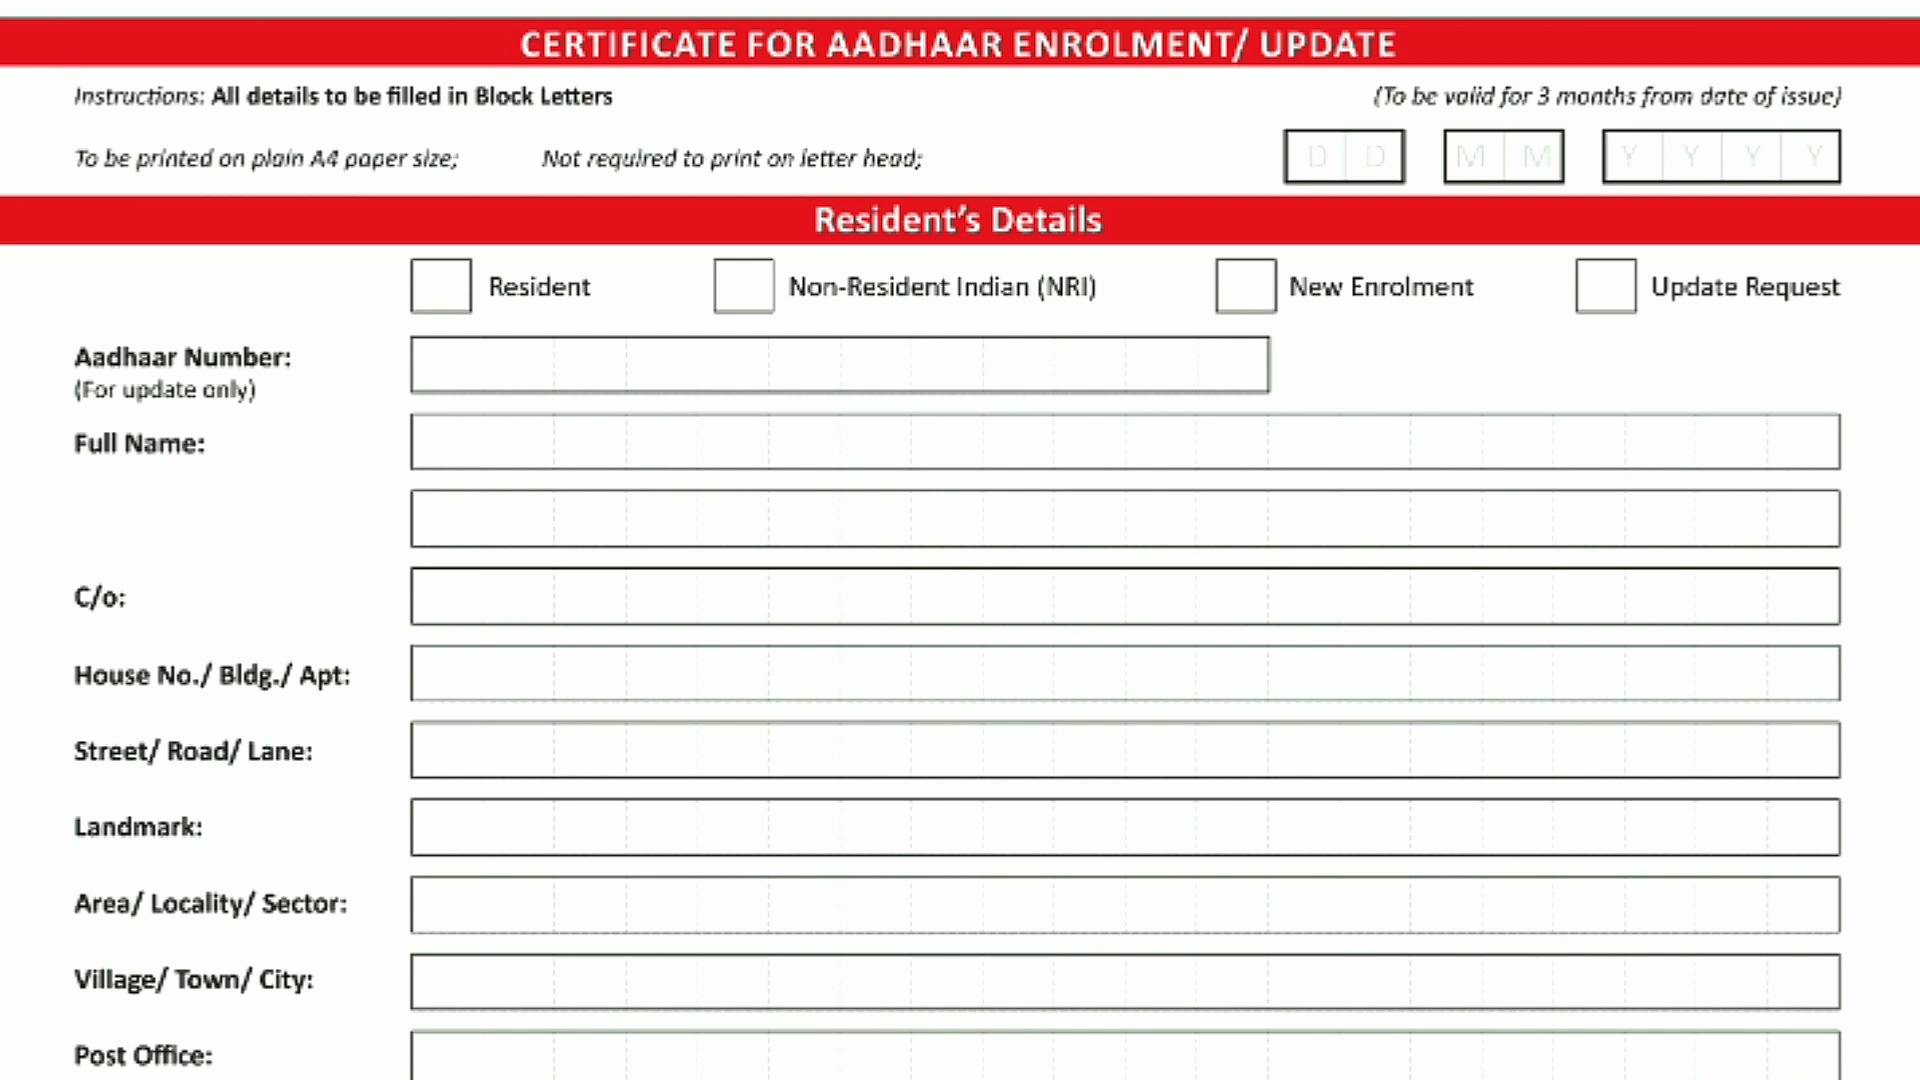 CERTIFICATE FOR AADHAAR ENROLMENT/ UPDATE
Instructions: All details to be filled in Block Letters (To be valid for 3 months from date of issue)
To be printed on plain A4 paper size; Not required to print on letter head; D D M M Y Y Y Y
Resident's Details
Resident Non-Resident Indian (NRI) New Enrolment Update Request
Aadhaar Number:
(For update only)
Full Name:
C/o:
House No./ Bldg./ Apt:
Street/ Road/ Lane:
Landmark:
Area/ Locality/ Sector:
Village/ Town/ City:
Post Office: